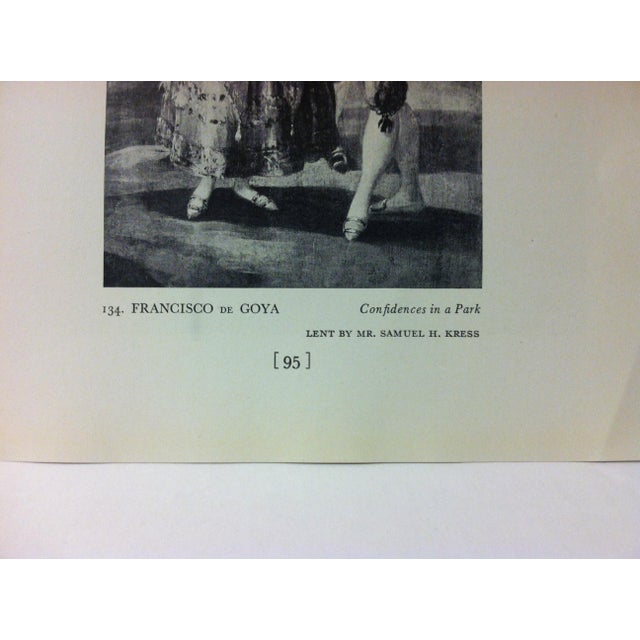 134. FRANCISCO DE GOYA Confidences in a Park
LENT BY MR. SAMUEL H. KRESS
[ 95 ]